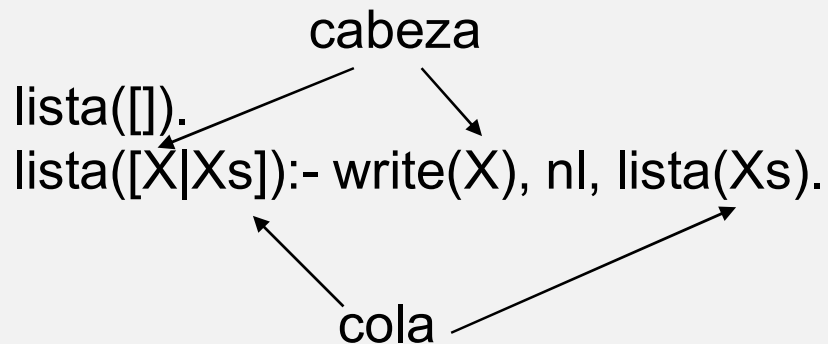 cabeza
lista([]).
lista([X|Xs]):- write(X), nl, lista(Xs).
cola